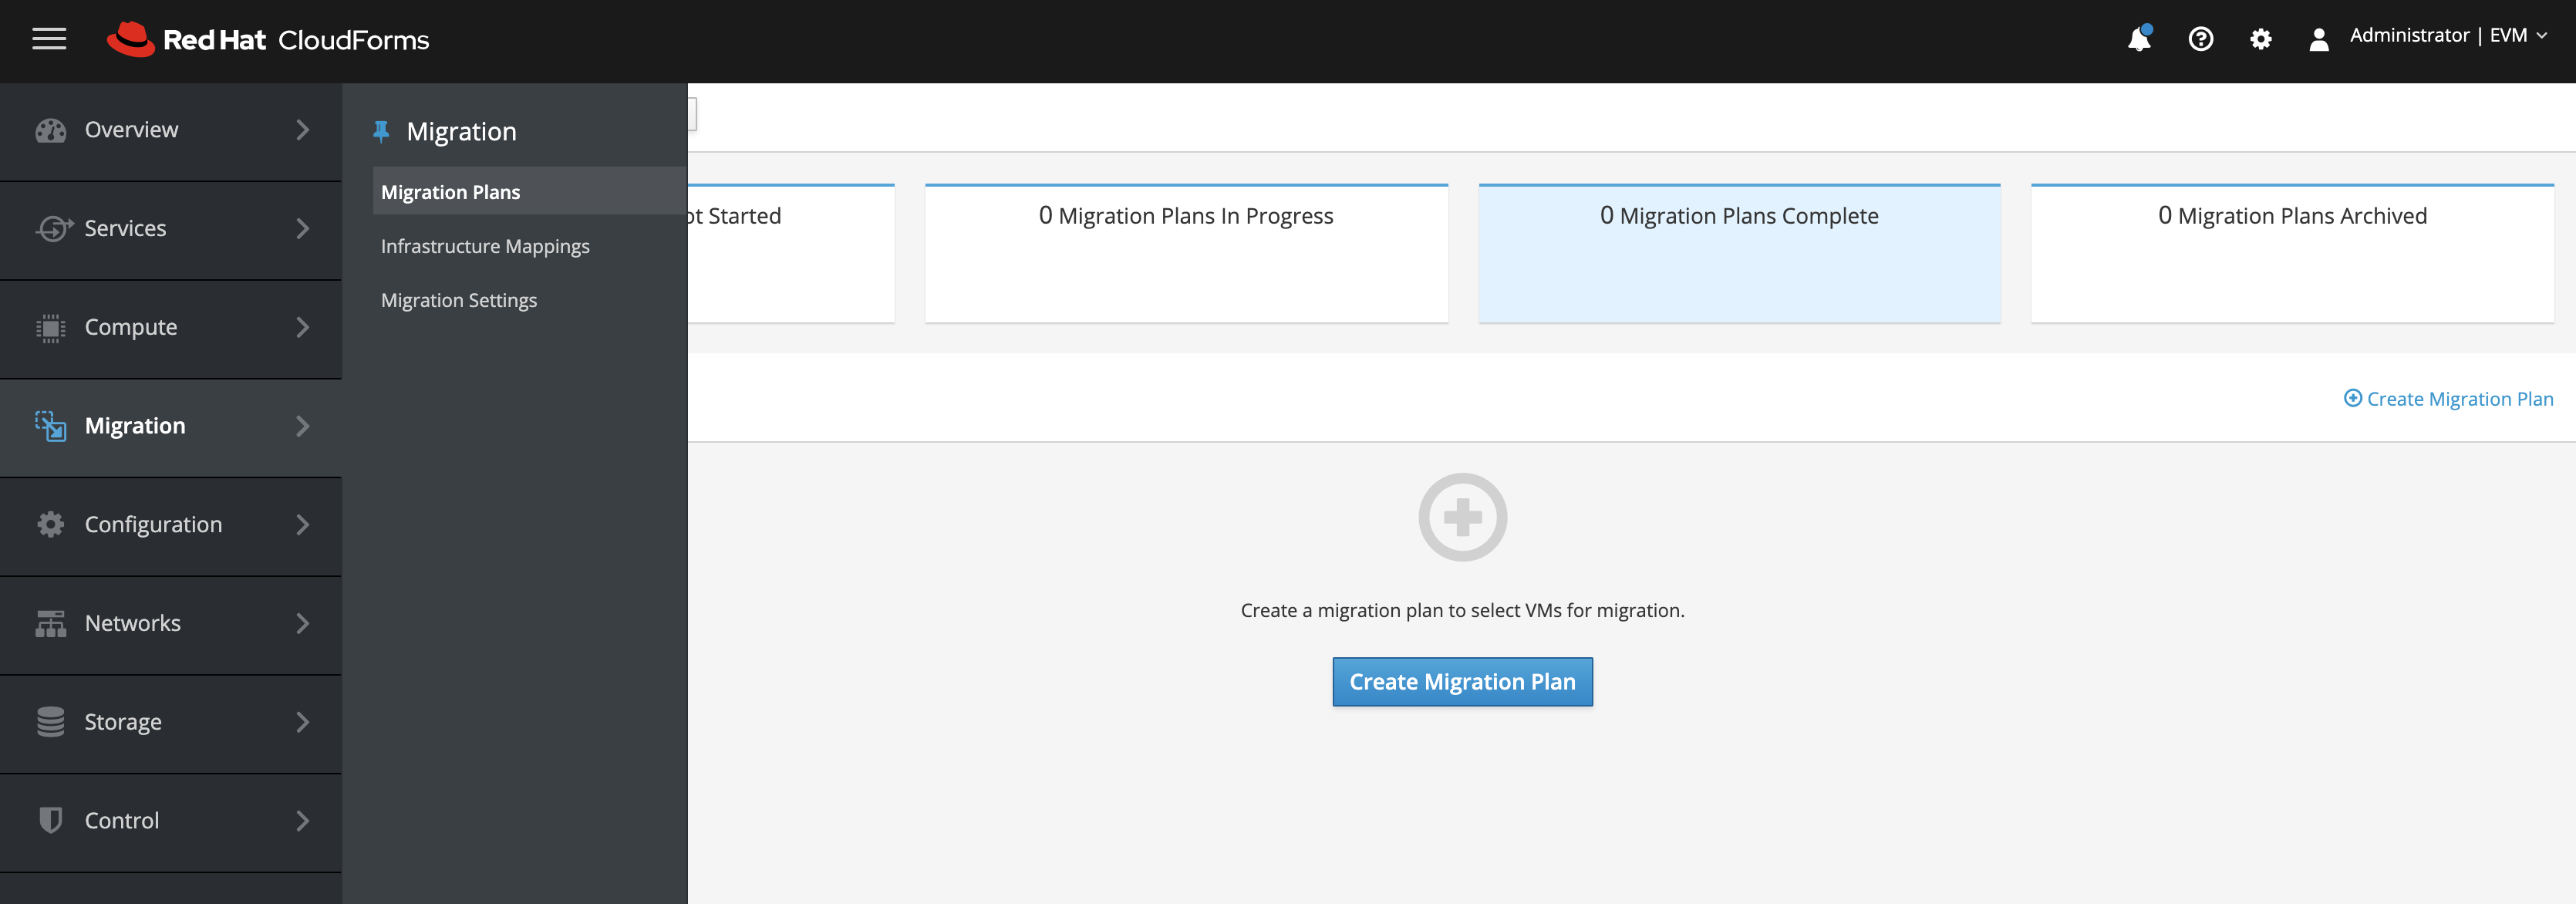 Red Hat CloudForms
Administrator | EVM
Overview
Services
Compute
Migration
Configuration
Networks
Storage
Control
Migration
Migration Plans
Infrastructure Mappings
Migration Settings
Started
0 Migration Plans In Progress
0 Migration Plans Complete
0 Migration Plans Archived
Create Migration Plan
Create a migration plan to select VMs for migration.
Create Migration Plan